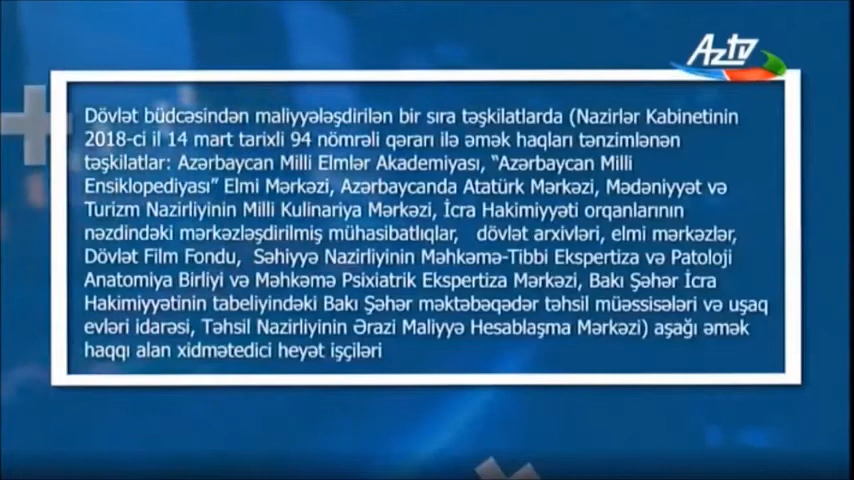 Aztv
Dövlət büdcəsindən maliyyələşdirilən bir sıra təşkilatlarda (Nazirlər Kabinetinin
2018-ci il 14 mart tarixli 94 nömrəli qərarı ilə əmək haqları tənzimlənən
təşkilatlar: Azərbaycan Milli Elmlər Akademiyası, “Azərbaycan Milli
Ensiklopediyası” Elmi Mərkəzi, Azərbaycanda Atatürk Mərkəzi, Mədəniyyət və
Turizm Nazirliyinin Milli Kulinariya Mərkəzi, İcra Hakimiyyəti orqanlarının
nəzdindəki mərkəzləşdirilmiş mühasibatlıqlar, dövlət arxivləri, elmi mərkəzlər,
Dövlət Film Fondu, Səhiyyə Nazirliyinin Məhkəmə-Tibbi Ekspertiza və Patoloji
Anatomiya Birliyi və Məhkəmə Psixiatrik Ekspertiza Mərkəzi, Bakı Şəhər İcra
Hakimiyyətinin tabeliyindəki Bakı Şəhər məktəbəqədər təhsil müəssisələri və uşaq
evləri idarəsi, Təhsil Nazirliyinin Ərazi Maliyyə Hesablaşma Mərkəzi) aşağı əmək
haqqı alan xidmətedici heyət işçiləri